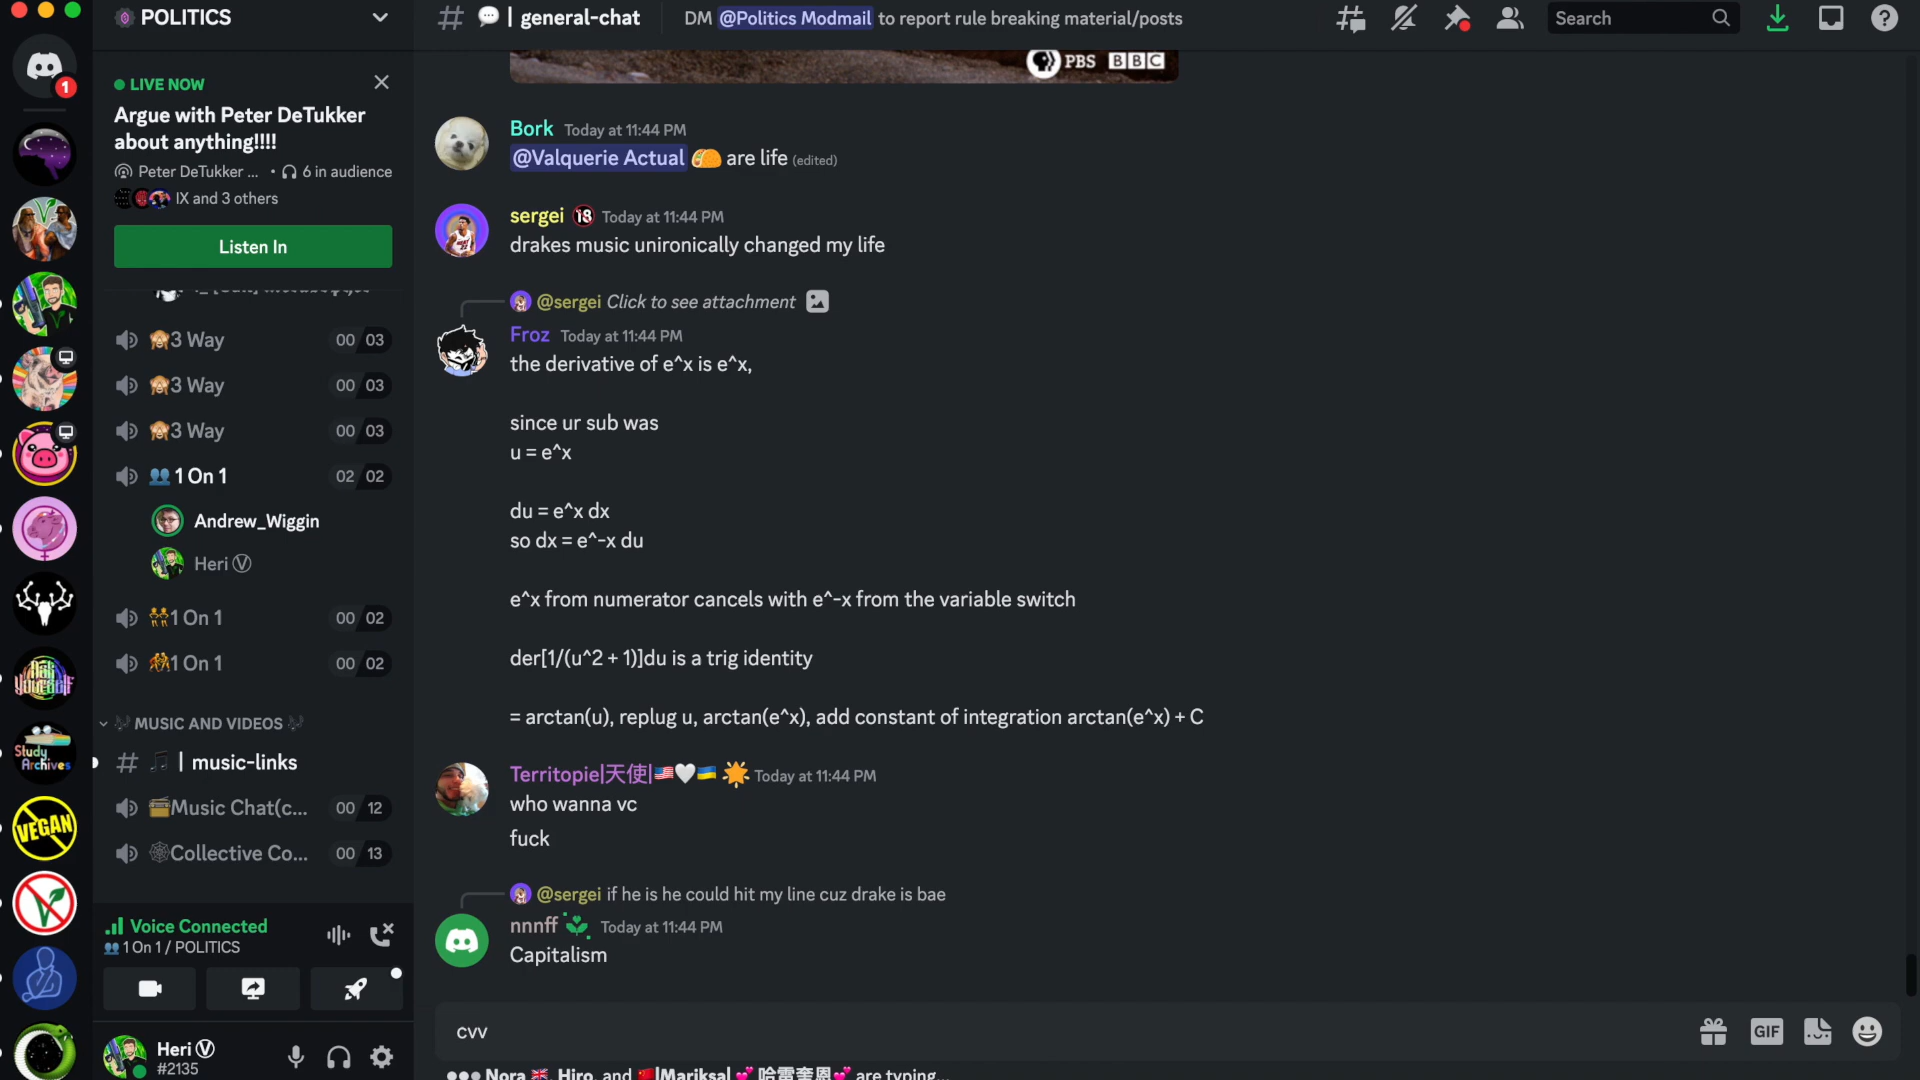 POLITICS
LIVE NOW
Argue with Peter DeTukker
about anything!!!!
Peter DeTukker ... • 6 in audience
IX and 3 others
Listen In
3 Way 00 03
3 Way 00 03
3 Way 00 03
1 On 1 02 02
Andrew_Wiggin
Heri Ⓥ
1 On 1 00 02
1 On 1 00 02
MUSIC AND VIDEOS
# 🎵 | music-links
Music Chat(c... 00 12
Collective Co... 00 13
Voice Connected
1 On 1 / POLITICS
Heri Ⓥ
#2135
1
ASK YOURSELF
Study
Archives
VEGAN
# 💬 | general-chat
DM @Politics Modmail to report rule breaking material/posts
Search
PBS BBC
Bork Today at 11:44 PM
@Valquerie Actual 🌮 are life (edited)
sergei 🔞 Today at 11:44 PM
drakes music unironically changed my life
@sergei Click to see attachment
Froz Today at 11:44 PM
the derivative of e^x is e^x,
since ur sub was
u = e^x
du = e^x dx
so dx = e^-x du
e^x from numerator cancels with e^-x from the variable switch
der[1/(u^2 + 1)]du is a trig identity
= arctan(u), replug u, arctan(e^x), add constant of integration arctan(e^x) + C
Territopie|天使|🇺🇸🤍🇺🇦 Today at 11:44 PM
who wanna vc
fuck
@sergei if he is he could hit my line cuz drake is bae
nnnff Today at 11:44 PM
Capitalism
cvv
GIF
Nora 🇬🇧, Hiro, and 🇨🇳|Mariksa| 💕 哈雷奎恩💕 are typing...